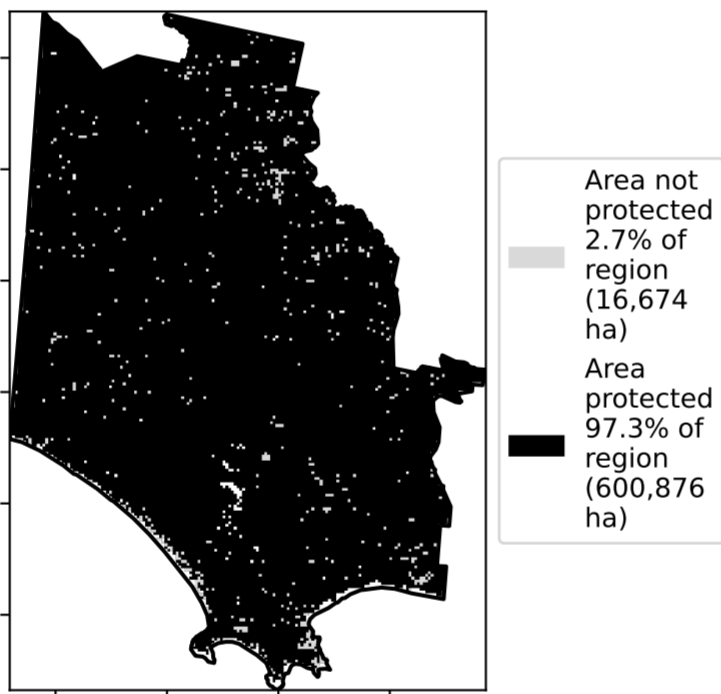 Area not
protected
2.7% of
region
(16,674
ha)
Area
protected
97.3% of
region
(600,876
ha)